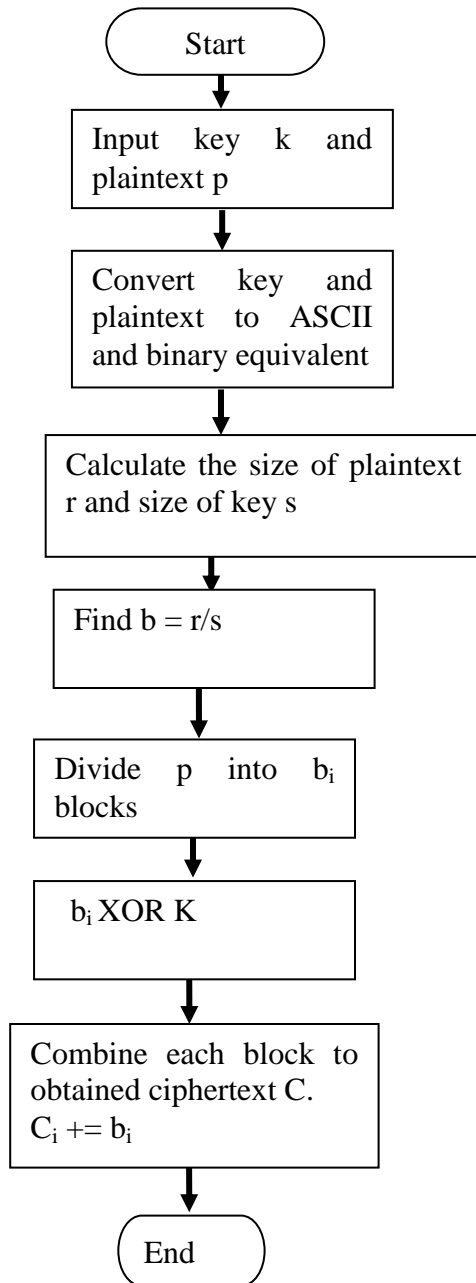 Start
Input key k and
plaintext p
Convert key and
plaintext to ASCII
and binary equivalent
Calculate the size of plaintext
r and size of key s
Find b = r/s
Divide p into bᵢ
blocks
bᵢ XOR K
Combine each block to
obtained ciphertext C.
Cᵢ += bᵢ
End